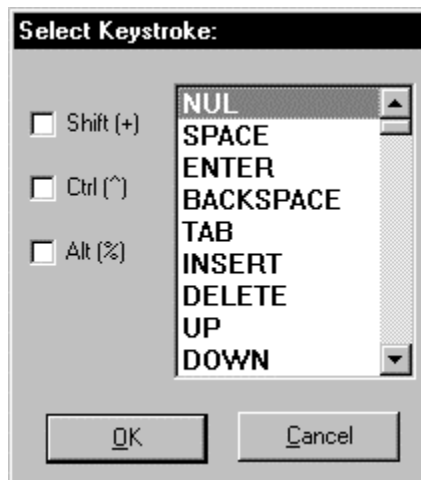 Select Keystroke:
Shift (+)
Ctrl (^)
Alt (%)
NUL
SPACE
ENTER
BACKSPACE
TAB
INSERT
DELETE
UP
DOWN
OK
Cancel